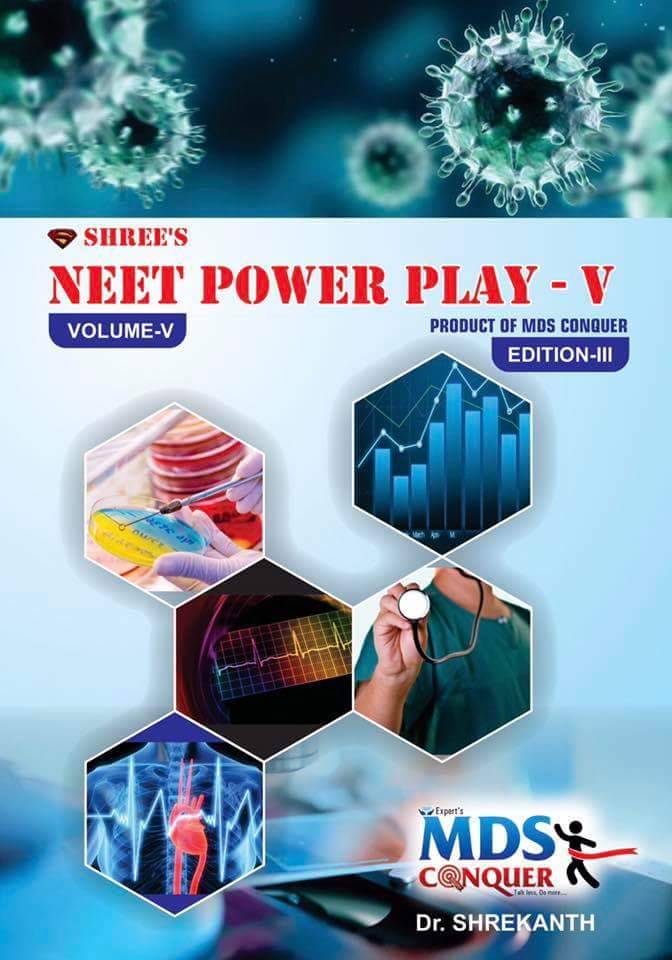 SHREE'S
NEET POWER PLAY - V
VOLUME-V
PRODUCT OF MDS CONQUER
EDITION-III
Expert's
MDS
CONQUER
Talk less, Do more....
Dr. SHREKANTH